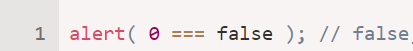 1 alert( 0 === false ); // false